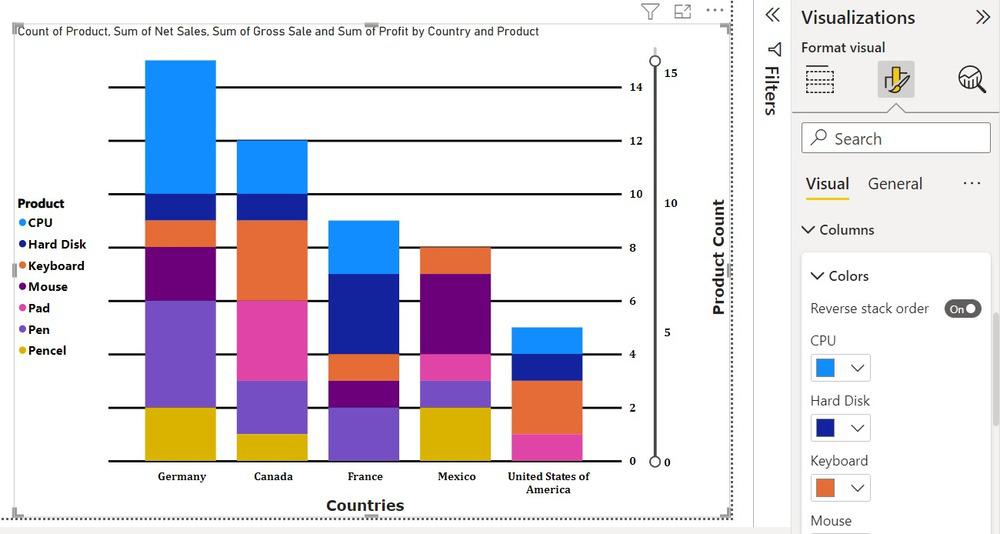 Count of Product, Sum of Net Sales, Sum of Gross Sale and Sum of Profit by Country and Product
Product
CPU
Hard Disk
Keyboard
Mouse
Pad
Pen
Pencel
14
12
10
8
6
4
2
0
15
10
5
0
Product Count
Germany
Canada
France
Mexico
United States of
America
Countries
Filters
Visualizations
Format visual
Search
Visual
General
Columns
Colors
Reverse stack order
On
CPU
Hard Disk
Keyboard
Mouse